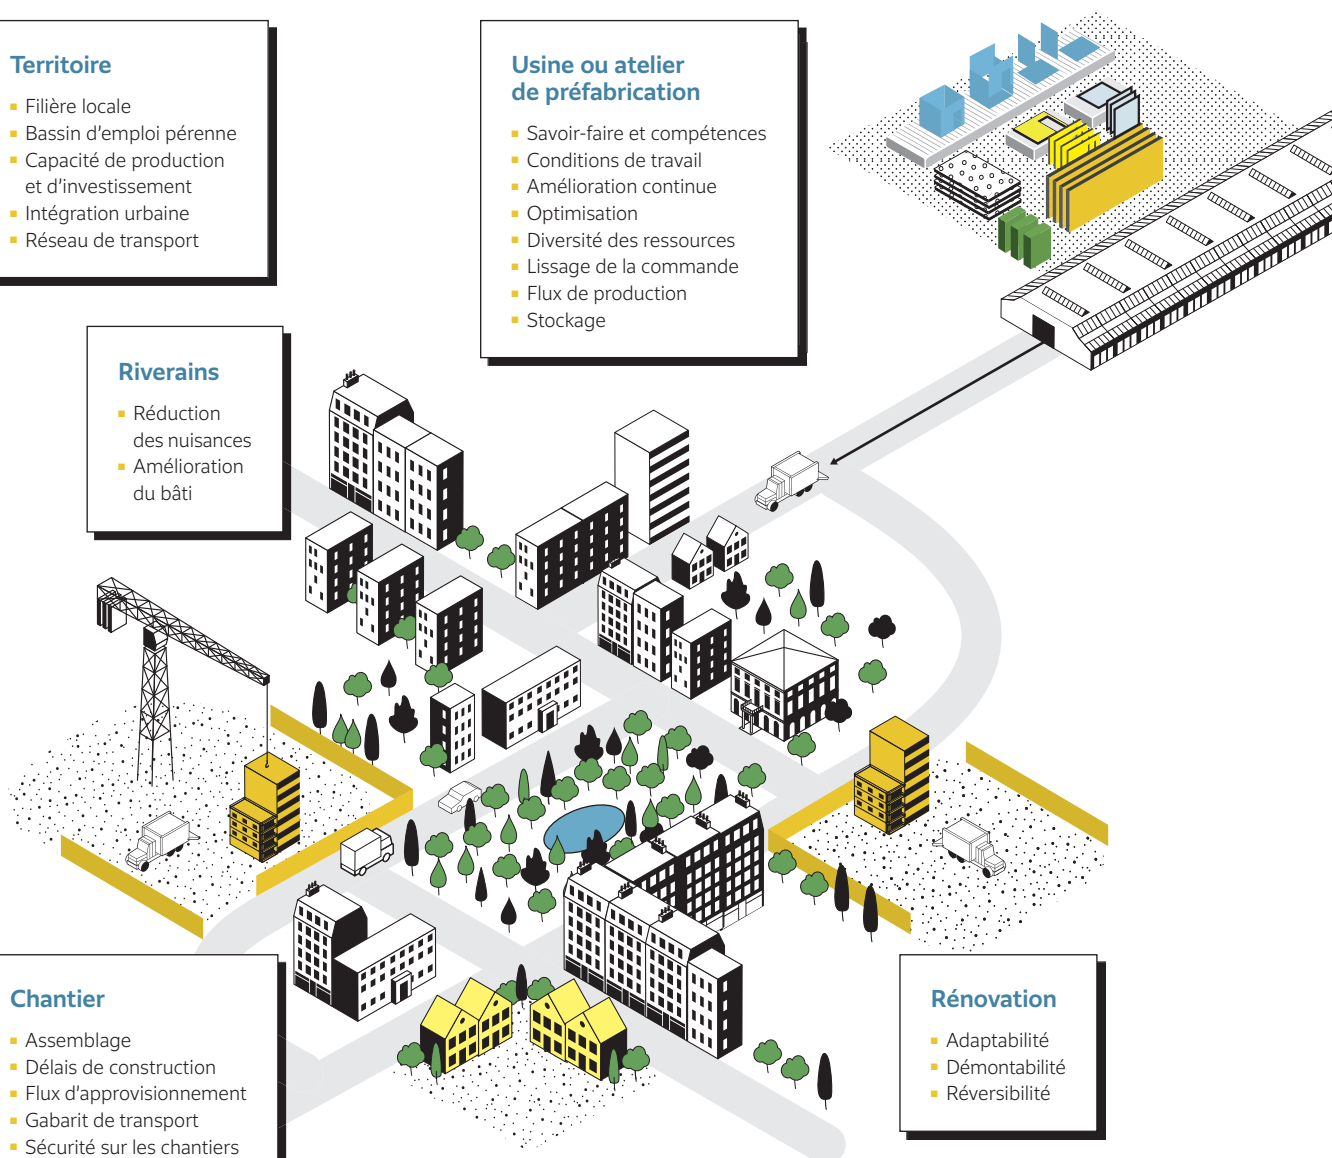 Territoire
Filière locale
Bassin d'emploi pérenne
Capacité de production
et d'investissement
Intégration urbaine
Réseau de transport
Usine ou atelier
de préfabrication
Savoir-faire et compétences
Conditions de travail
Amélioration continue
Optimisation
Diversité des ressources
Lissage de la commande
Flux de production
Stockage
Riverains
Réduction
des nuisances
Amélioration
du bâti
Chantier
Assemblage
Délais de construction
Flux d'approvisionnement
Gabarit de transport
Sécurité sur les chantiers
Rénovation
Adaptabilité
Démontabilité
Réversibilité